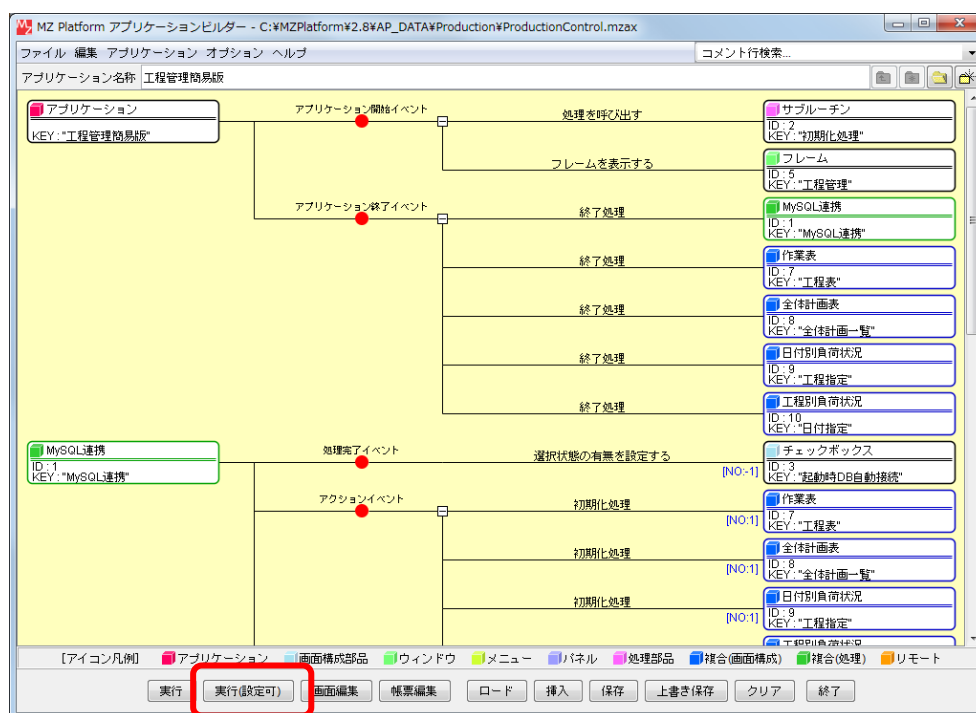 MZ Platform アプリケーションビルダー - C:¥MZPlatform¥2.8¥AP_DATA¥Production¥ProductionControl.mzax
ファイル 編集 アプリケーション オプション ヘルプ
コメント行検索...
アプリケーション名称 工程管理簡易版
アプリケーション
KEY:"工程管理簡易版"
アプリケーション開始イベント
処理を呼び出す
サブルーチン
ID:2
KEY:"初期化処理"
フレームを表示する
フレーム
ID:5
KEY:"工程管理"
アプリケーション終了イベント
終了処理
MySQL連携
ID:1
KEY:"MySQL連携"
終了処理
作業表
ID:7
KEY:"工程表"
終了処理
全体計画表
ID:8
KEY:"全体計画一覧"
終了処理
日付別負荷状況
ID:9
KEY:"工程指定"
終了処理
工程別負荷状況
ID:10
KEY:"日付指定"
MySQL連携
ID:1
KEY:"MySQL連携"
処理完了イベント
選択状態の有無を設定する
[NO:-1]
チェックボックス
ID:3
KEY:"起動時DB自動接続"
アクションイベント
初期化処理
[NO:1]
作業表
ID:7
KEY:"工程表"
初期化処理
[NO:1]
全体計画表
ID:8
KEY:"全体計画一覧"
初期化処理
[NO:1]
日付別負荷状況
ID:9
KEY:"工程指定"
工程別負荷状況
[アイコン凡例] アプリケーション 画面構成部品 ウィンドウ メニュー パネル 処理部品 複合(画面構成) 複合(処理) リモート
実行 実行(設定可) 画面編集 帳票編集 ロード 挿入 保存 上書き保存 クリア 終了